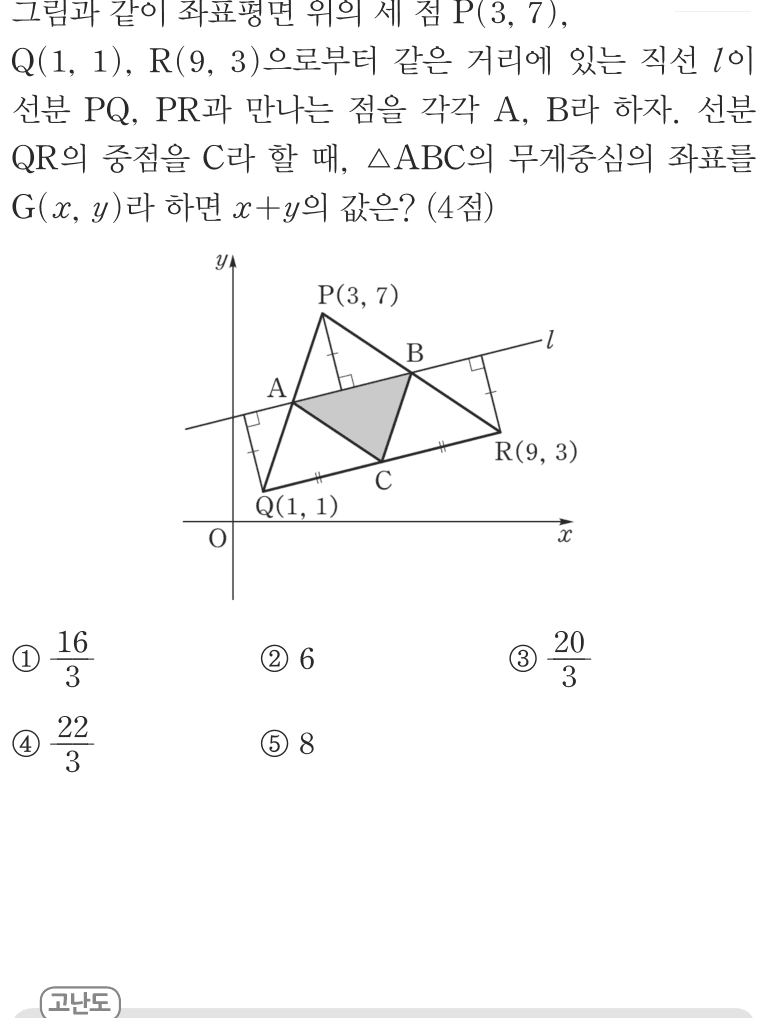 그림과 같이 좌표평면 위의 세 점 P(3, 7),
Q(1, 1), R(9, 3)으로부터 같은 거리에 있는 직선 l이
선분 PQ, PR과 만나는 점을 각각 A, B라 하자. 선분
QR의 중점을 C라 할 때, △ABC의 무게중심의 좌표를
G(x, y)라 하면 x+y의 값은? (4점)
y
P(3, 7)
l
B
A
R(9, 3)
C
Q(1, 1)
O
x
① 16/3 ② 6 ③ 20/3
④ 22/3 ⑤ 8
고난도